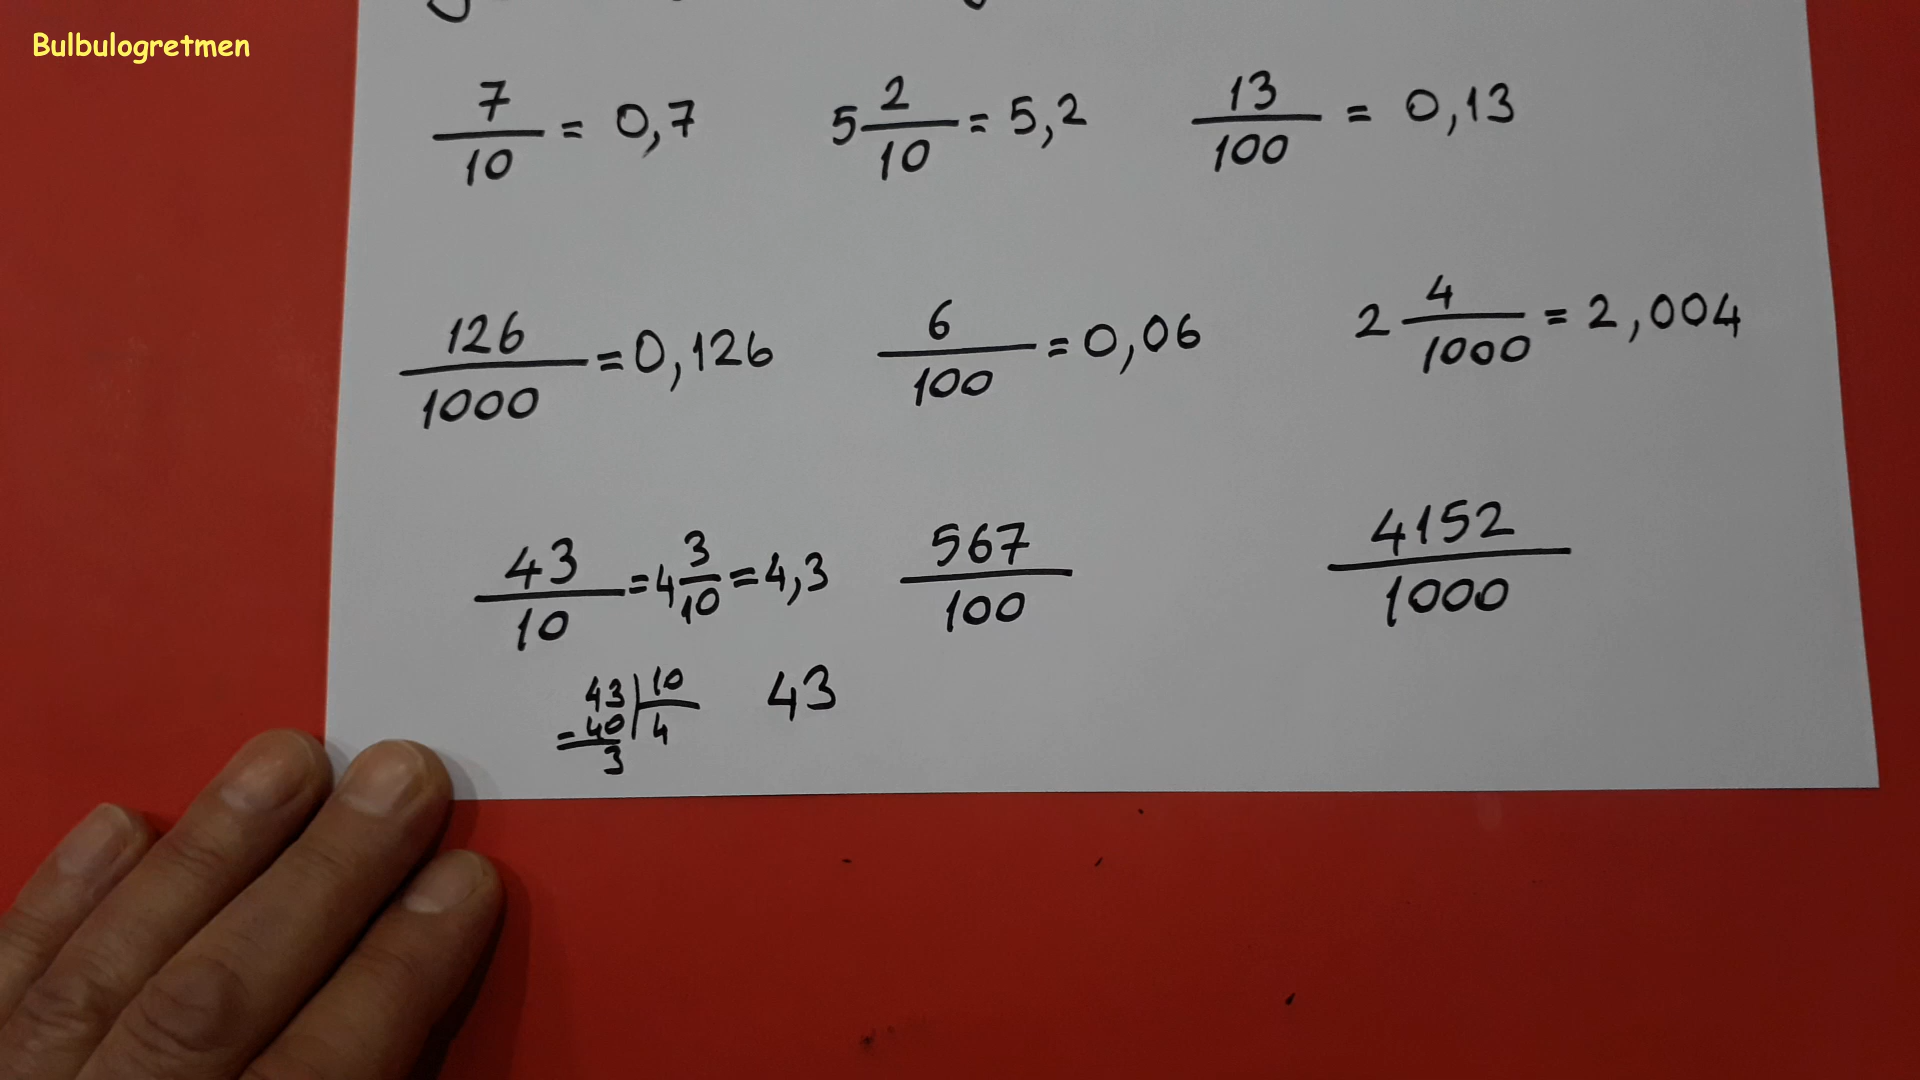 Bulbulogretmen
7/10 = 0,7   5 2/10 = 5,2   13/100 = 0,13
126/1000 = 0,126   6/100 = 0,06   2 4/1000 = 2,004
43/10 = 4 3/10 = 4,3   567/100   4152/1000
43 | 10   43
- 40 | 4
3